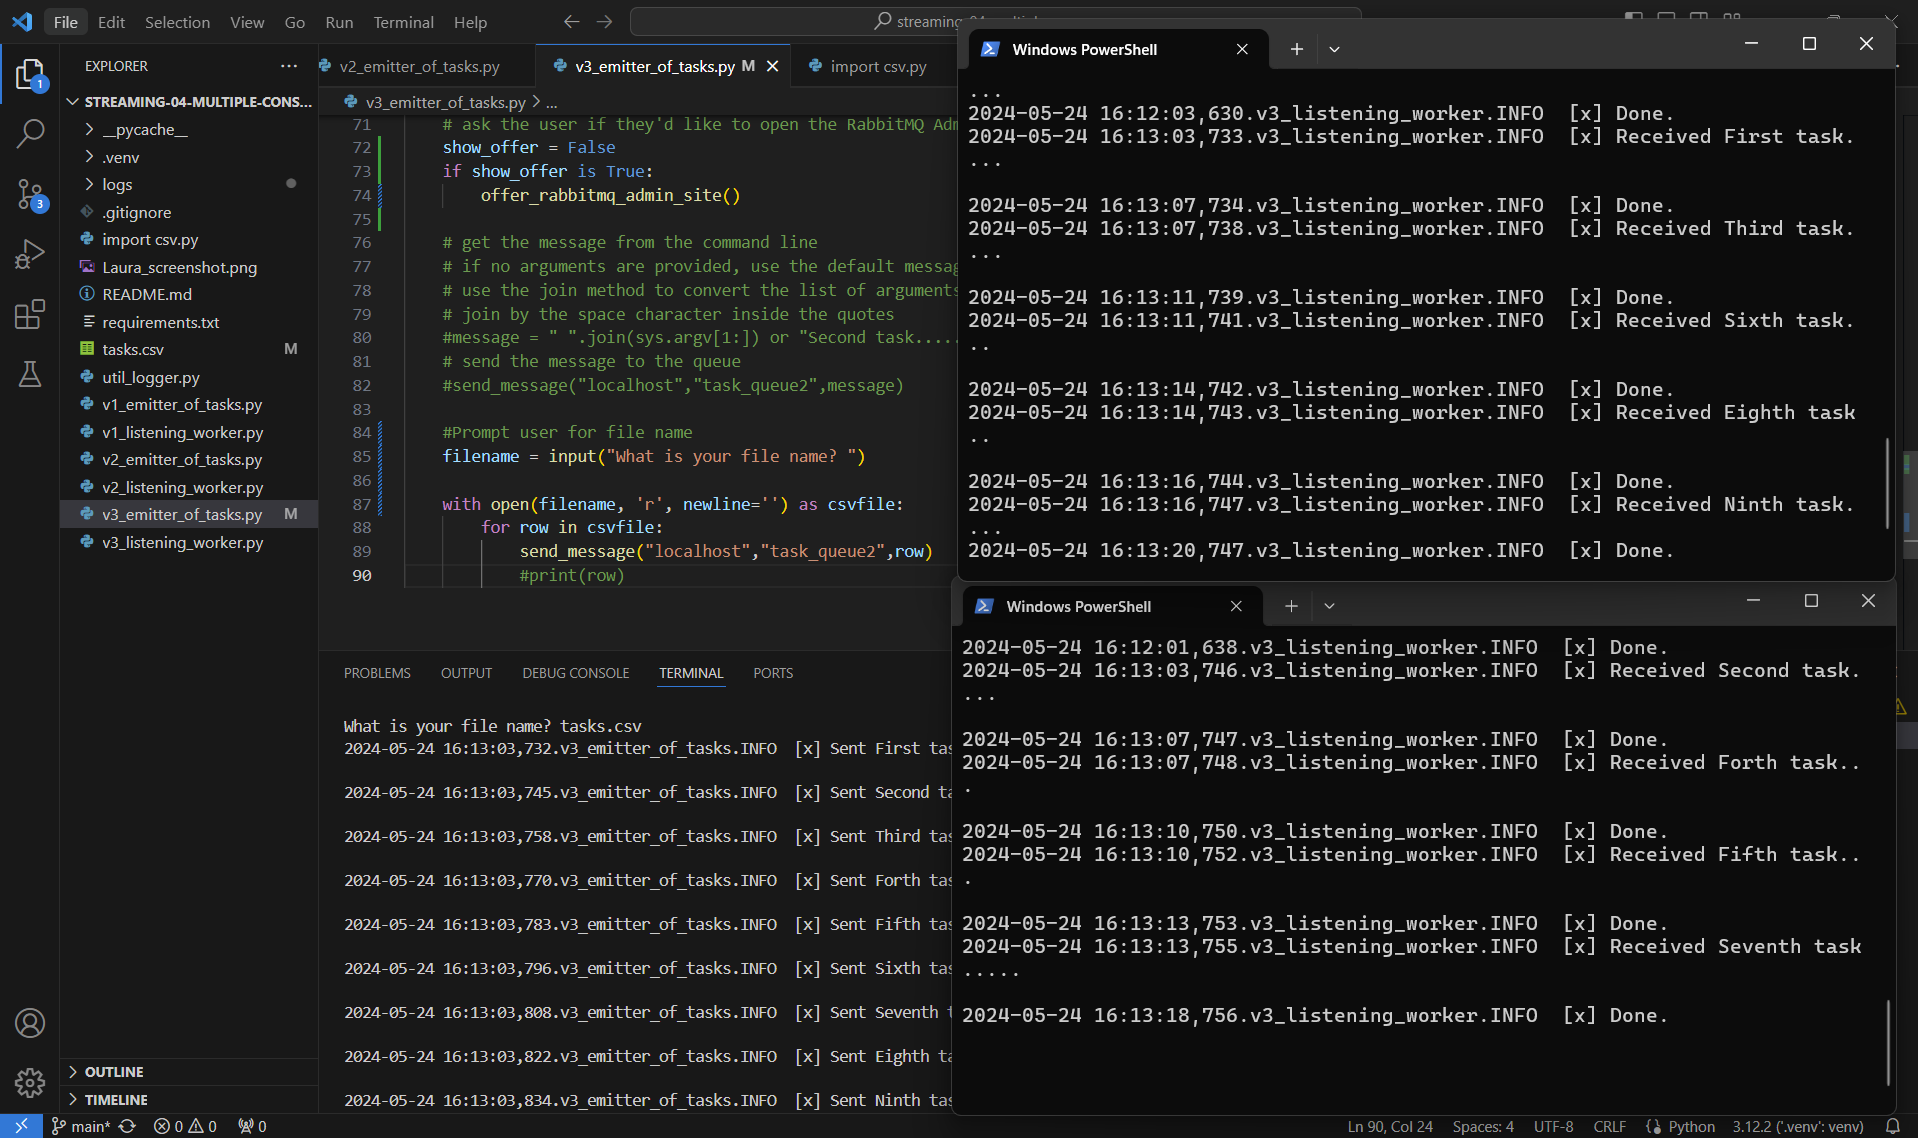 File Edit Selection View Go Run Terminal Help
EXPLORER
STREAMING-04-MULTIPLE-CONS...
__pycache__
.venv
logs
.gitignore
import csv.py
Laura_screenshot.png
README.md
requirements.txt
tasks.csv M
util_logger.py
v1_emitter_of_tasks.py
v1_listening_worker.py
v2_emitter_of_tasks.py
v2_listening_worker.py
v3_emitter_of_tasks.py M
v3_listening_worker.py
OUTLINE
TIMELINE
1
3
v2_emitter_of_tasks.py
v3_emitter_of_tasks.py M
import csv.py
v3_emitter_of_tasks.py > ...
71 # ask the user if they'd like to open the RabbitMQ Adm
72 show_offer = False
73 if show_offer is True:
74 offer_rabbitmq_admin_site()
75
76 # get the message from the command line
77 # if no arguments are provided, use the default messag
78 # use the join method to convert the list of arguments
79 # join by the space character inside the quotes
80 #message = " ".join(sys.argv[1:]) or "Second task.....
81 # send the message to the queue
82 #send_message("localhost","task_queue2",message)
83
84 #Prompt user for file name
85 filename = input("What is your file name? ")
86
87 with open(filename, 'r', newline='') as csvfile:
88 for row in csvfile:
89 send_message("localhost","task_queue2",row)
90 #print(row)
PROBLEMS OUTPUT DEBUG CONSOLE TERMINAL PORTS
What is your file name? tasks.csv
2024-05-24 16:13:03,732.v3_emitter_of_tasks.INFO [x] Sent First tas
2024-05-24 16:13:03,745.v3_emitter_of_tasks.INFO [x] Sent Second ta
2024-05-24 16:13:03,758.v3_emitter_of_tasks.INFO [x] Sent Third tas
2024-05-24 16:13:03,770.v3_emitter_of_tasks.INFO [x] Sent Forth tas
2024-05-24 16:13:03,783.v3_emitter_of_tasks.INFO [x] Sent Fifth tas
2024-05-24 16:13:03,796.v3_emitter_of_tasks.INFO [x] Sent Sixth tas
2024-05-24 16:13:03,808.v3_emitter_of_tasks.INFO [x] Sent Seventh t
2024-05-24 16:13:03,822.v3_emitter_of_tasks.INFO [x] Sent Eighth ta
2024-05-24 16:13:03,834.v3_emitter_of_tasks.INFO [x] Sent Ninth tas
Windows PowerShell
...
2024-05-24 16:12:03,630.v3_listening_worker.INFO [x] Done.
2024-05-24 16:13:03,733.v3_listening_worker.INFO [x] Received First task.
...
2024-05-24 16:13:07,734.v3_listening_worker.INFO [x] Done.
2024-05-24 16:13:07,738.v3_listening_worker.INFO [x] Received Third task.
...
2024-05-24 16:13:11,739.v3_listening_worker.INFO [x] Done.
2024-05-24 16:13:11,741.v3_listening_worker.INFO [x] Received Sixth task.
..
2024-05-24 16:13:14,742.v3_listening_worker.INFO [x] Done.
2024-05-24 16:13:14,743.v3_listening_worker.INFO [x] Received Eighth task
..
2024-05-24 16:13:16,744.v3_listening_worker.INFO [x] Done.
2024-05-24 16:13:16,747.v3_listening_worker.INFO [x] Received Ninth task.
...
2024-05-24 16:13:20,747.v3_listening_worker.INFO [x] Done.
Windows PowerShell
2024-05-24 16:12:01,638.v3_listening_worker.INFO [x] Done.
2024-05-24 16:13:03,746.v3_listening_worker.INFO [x] Received Second task.
...
2024-05-24 16:13:07,747.v3_listening_worker.INFO [x] Done.
2024-05-24 16:13:07,748.v3_listening_worker.INFO [x] Received Forth task..
.
2024-05-24 16:13:10,750.v3_listening_worker.INFO [x] Done.
2024-05-24 16:13:10,752.v3_listening_worker.INFO [x] Received Fifth task..
.
2024-05-24 16:13:13,753.v3_listening_worker.INFO [x] Done.
2024-05-24 16:13:13,755.v3_listening_worker.INFO [x] Received Seventh task
.....
2024-05-24 16:13:18,756.v3_listening_worker.INFO [x] Done.
main* 0 0 0 Ln 90, Col 24 Spaces: 4 UTF-8 CRLF Python 3.12.2 ('.venv': venv)